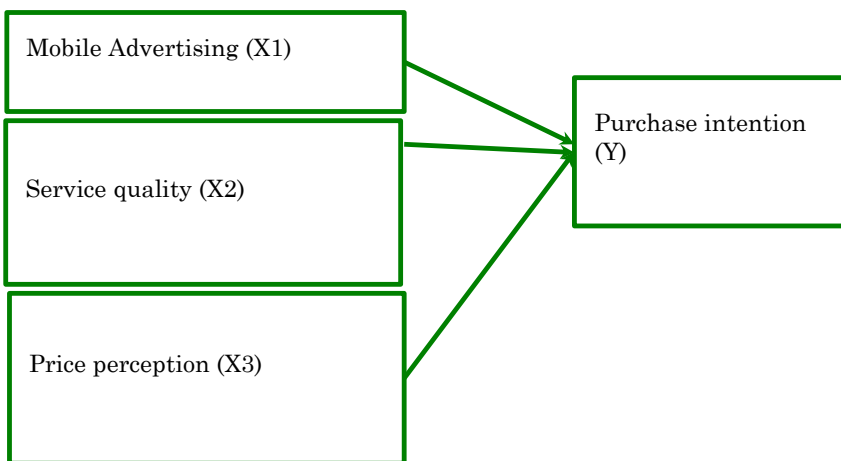 Mobile Advertising (X1)
Purchase intention
(Y)
Service quality (X2)
Price perception (X3)